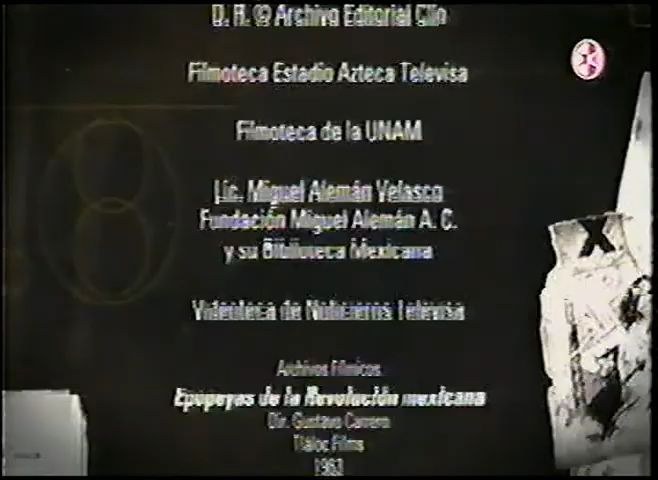 D. R. © Archivo Editorial Clío
Filmoteca Estadio Azteca Televisa
Filmoteca de la UNAM
Lic. Miguel Alemán Velasco
Fundación Miguel Alemán A. C.
y su Biblioteca Mexicana
Videoteca de Noticieros Televisa
Archivos Fílmicos
Epopeyas de la Revolución mexicana
Dir. Gustavo Carrero
Tláloc Films
1963